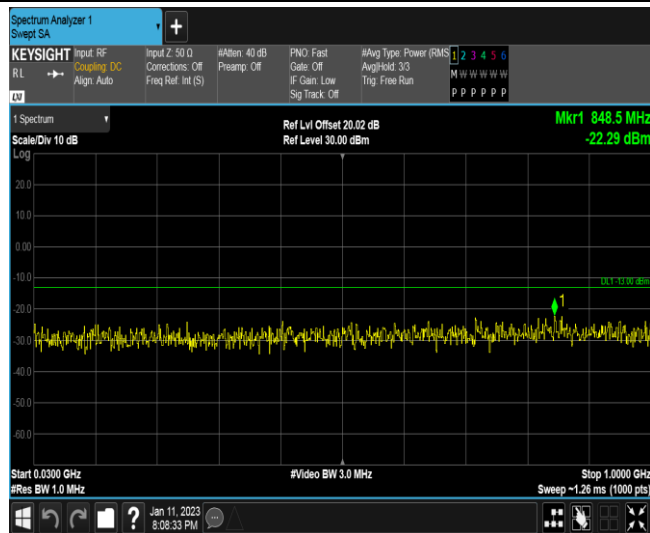 Spectrum Analyzer 1
Swept SA
+
KEYSIGHT
RL
Input: RF
Coupling: DC
Align: Auto
Input Z: 50 Ω
Corrections: Off
Freq Ref: Int (S)
#Atten: 40 dB
Preamp: Off
PNO: Fast
Gate: Off
IF Gain: Low
Sig Track: Off
#Avg Type: Power (RMS
Avg|Hold: 3/3
Trig: Free Run
1 2 3 4 5 6
M W W W W W
P P P P P P
1 Spectrum
Scale/Div 10 dB
Log
Ref Lvl Offset 20.02 dB
Ref Level 30.00 dBm
Mkr1 848.5 MHz
-22.29 dBm
20.0
10.0
0.00
-10.0
DL1 -13.00 dBm
-20.0
1
-30.0
-40.0
-50.0
-60.0
Start 0.0300 GHz
#Res BW 1.0 MHz
#Video BW 3.0 MHz
Stop 1.0000 GHz
Sweep ~1.26 ms (1000 pts)
?
Jan 11, 2023
8:08:33 PM